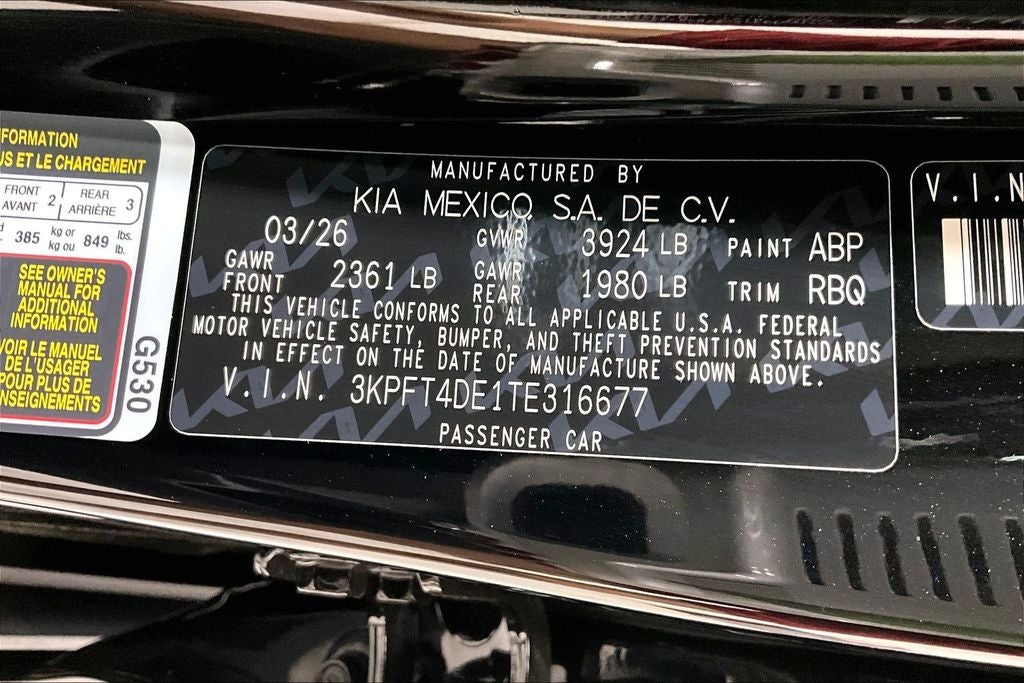 FORMATION
US ET LE CHARGEMENT
FRONT
AVANT 2
REAR
ARRIÈRE 3
385 kg or
kg ou 849 lbs.
lb.
SEE OWNER'S
MANUAL FOR
ADDITIONAL
INFORMATION
VOIR LE MANUEL
DE L'USAGER
POUR PLUS DE
NSEIGNEMENTS
G530
MANUFACTURED BY
KIA MEXICO S.A. DE C.V.
03/26 GVWR 3924 LB PAINT ABP
GAWR
FRONT 2361 LB GAWR
REAR 1980 LB TRIM RBQ
THIS VEHICLE CONFORMS TO ALL APPLICABLE U.S.A. FEDERAL
MOTOR VEHICLE SAFETY, BUMPER, AND THEFT PREVENTION STANDARDS
IN EFFECT ON THE DATE OF MANUFACTURE SHOWN ABOVE.
V.I.N. 3KPFT4DE1TE316677
PASSENGER CAR
V.I.N